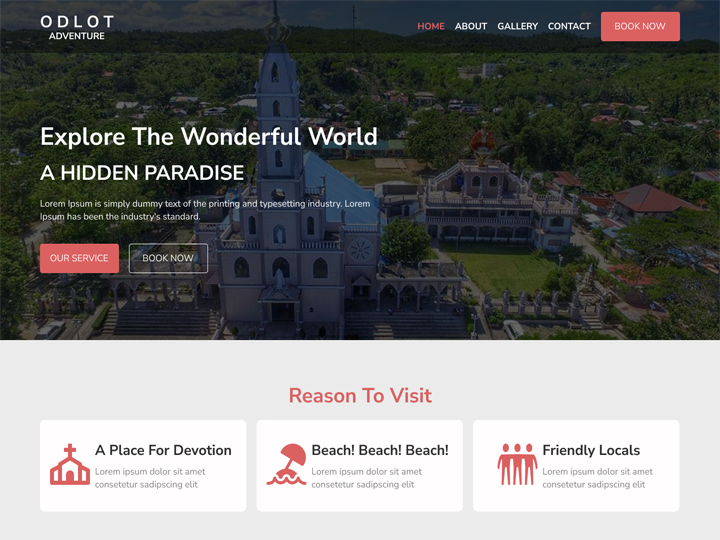 ODLOT
ADVENTURE
HOME
ABOUT
GALLERY
CONTACT
BOOK NOW
Explore The Wonderful World
A HIDDEN PARADISE
Lorem Ipsum is simply dummy text of the printing and typesetting industry. Lorem
Ipsum has been the industry's standard.
OUR SERVICE
BOOK NOW
Reason To Visit
A Place For Devotion
Lorem ipsum dolor sit amet
consetetur sadipscing elit
Beach! Beach! Beach!
Lorem ipsum dolor sit amet
consetetur sadipscing elit
Friendly Locals
Lorem ipsum dolor sit amet
consetetur sadipscing elit